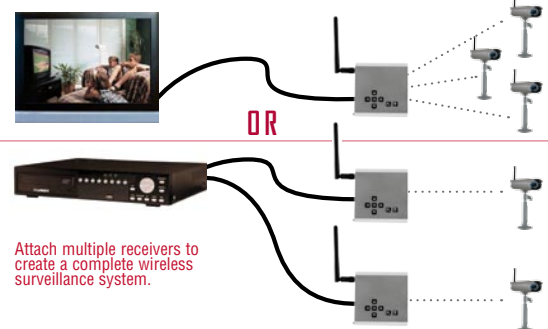 OR
Attach multiple receivers to
create a complete wireless
surveillance system.